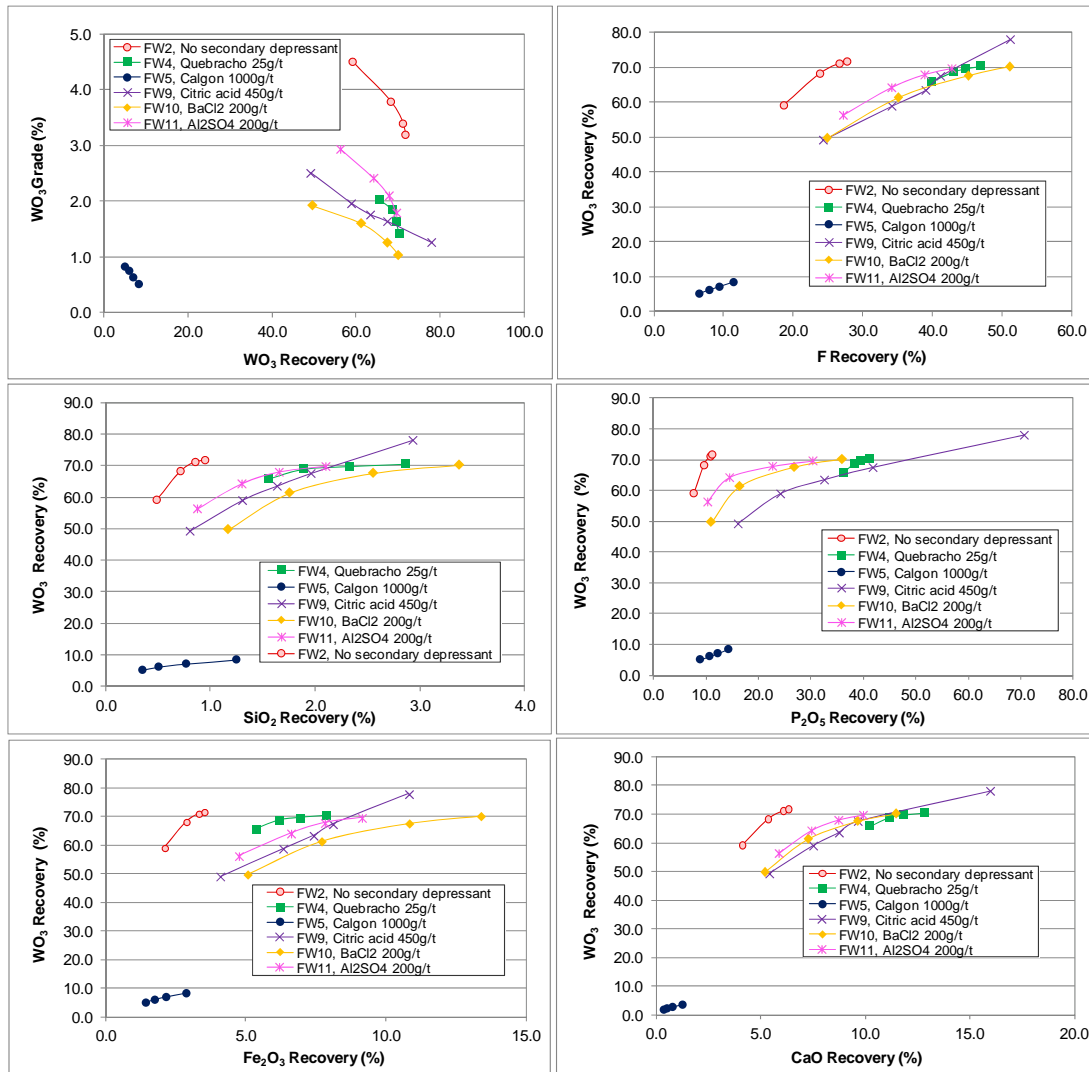 WO3Grade (%)
5.0
4.0
3.0
2.0
1.0
0.0
FW2, No secondary depressant
FW4, Quebracho 25g/t
FW5, Calgon 1000g/t
FW9, Citric acid 450g/t
FW10, BaCl2 200g/t
FW11, Al2SO4 200g/t
0.0 20.0 40.0 60.0 80.0 100.0
WO3 Recovery (%)
WO3 Recovery (%)
80.0
70.0
60.0
50.0
40.0
30.0
20.0
10.0
0.0
FW2, No secondary depressant
FW4, Quebracho 25g/t
FW5, Calgon 1000g/t
FW9, Citric acid 450g/t
FW10, BaCl2 200g/t
FW11, Al2SO4 200g/t
0.0 10.0 20.0 30.0 40.0 50.0 60.0
F Recovery (%)
WO3 Recovery (%)
90.0
80.0
70.0
60.0
50.0
40.0
30.0
20.0
10.0
0.0
FW4, Quebracho 25g/t
FW5, Calgon 1000g/t
FW9, Citric acid 450g/t
FW10, BaCl2 200g/t
FW11, Al2SO4 200g/t
FW2, No secondary depressant
0.0 1.0 2.0 3.0 4.0
SiO2 Recovery (%)
WO3 Recovery (%)
90.0
80.0
70.0
60.0
50.0
40.0
30.0
20.0
10.0
0.0
FW2, No secondary depressant
FW4, Quebracho 25g/t
FW5, Calgon 1000g/t
FW9, Citric acid 450g/t
FW10, BaCl2 200g/t
FW11, Al2SO4 200g/t
0.0 10.0 20.0 30.0 40.0 50.0 60.0 70.0 80.0
P2O5 Recovery (%)
WO3 Recovery (%)
90.0
80.0
70.0
60.0
50.0
40.0
30.0
20.0
10.0
0.0
FW2, No secondary depressant
FW4, Quebracho 25g/t
FW5, Calgon 1000g/t
FW9, Citric acid 450g/t
FW10, BaCl2 200g/t
FW11, Al2SO4 200g/t
0.0 5.0 10.0 15.0
Fe2O3 Recovery (%)
WO3 Recovery (%)
90.0
80.0
70.0
60.0
50.0
40.0
30.0
20.0
10.0
0.0
FW2, No secondary depressant
FW4, Quebracho 25g/t
FW5, Calgon 1000g/t
FW9, Citric acid 450g/t
FW10, BaCl2 200g/t
FW11, Al2SO4 200g/t
0.0 5.0 10.0 15.0 20.0
CaO Recovery (%)